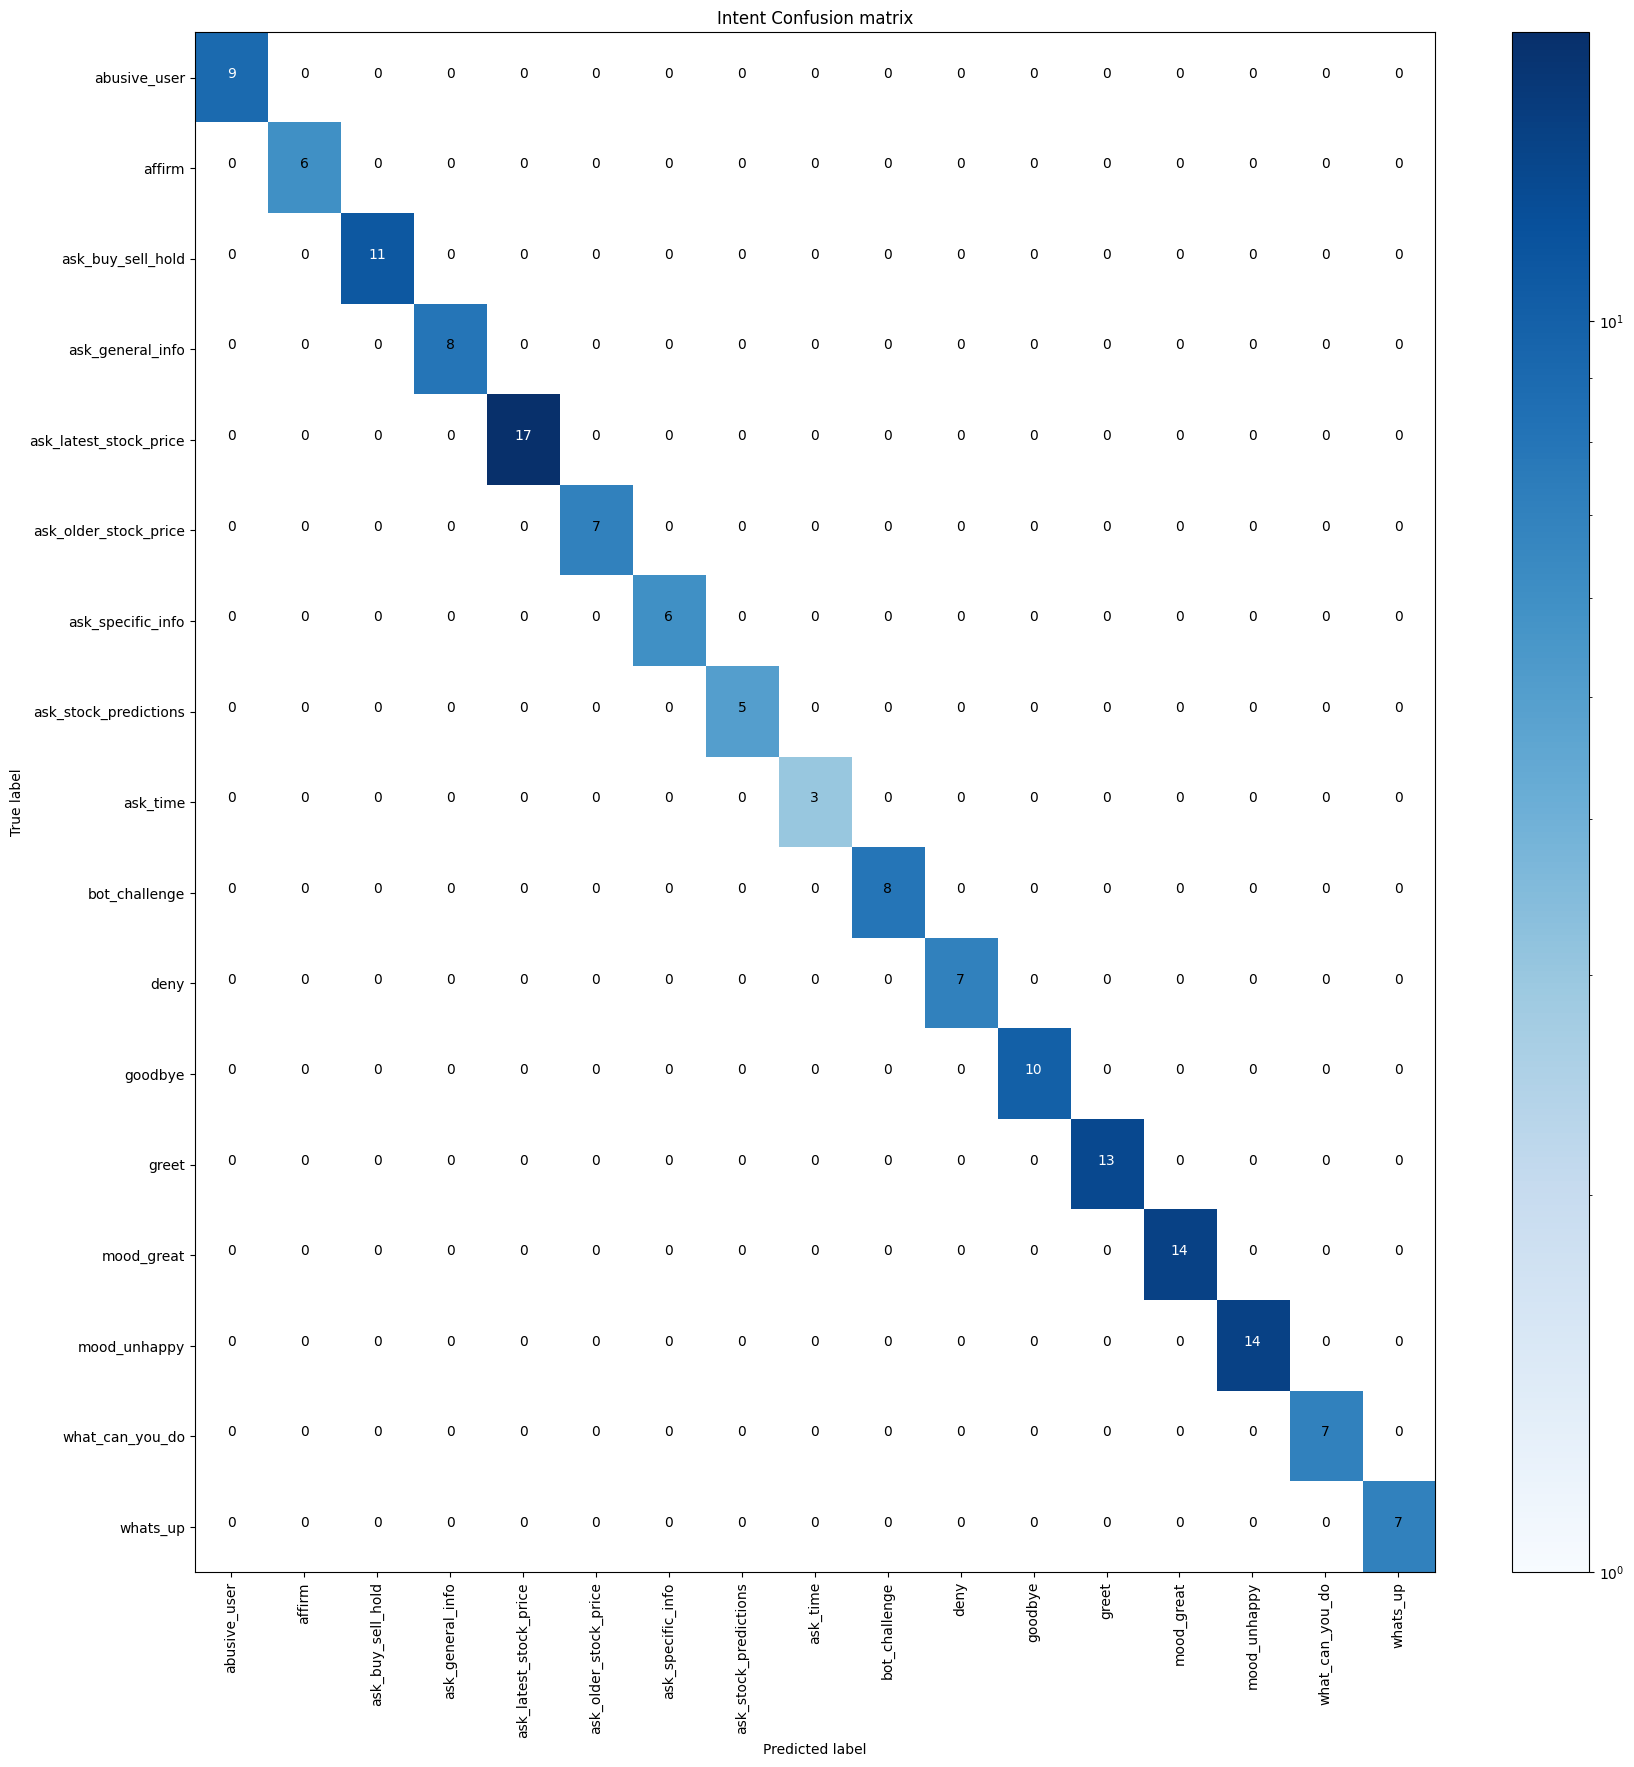 Intent Confusion matrix
abusive_user 9 0 0 0 0 0 0 0 0 0 0 0 0 0 0 0 0
affirm 0 6 0 0 0 0 0 0 0 0 0 0 0 0 0 0 0
ask_buy_sell_hold 0 0 11 0 0 0 0 0 0 0 0 0 0 0 0 0 0
ask_general_info 0 0 0 8 0 0 0 0 0 0 0 0 0 0 0 0 0
ask_latest_stock_price 0 0 0 0 17 0 0 0 0 0 0 0 0 0 0 0 0
ask_older_stock_price 0 0 0 0 0 7 0 0 0 0 0 0 0 0 0 0 0
ask_specific_info 0 0 0 0 0 0 6 0 0 0 0 0 0 0 0 0 0
ask_stock_predictions 0 0 0 0 0 0 0 5 0 0 0 0 0 0 0 0 0
ask_time 0 0 0 0 0 0 0 0 3 0 0 0 0 0 0 0 0
bot_challenge 0 0 0 0 0 0 0 0 0 8 0 0 0 0 0 0 0
deny 0 0 0 0 0 0 0 0 0 0 7 0 0 0 0 0 0
goodbye 0 0 0 0 0 0 0 0 0 0 0 10 0 0 0 0 0
greet 0 0 0 0 0 0 0 0 0 0 0 0 13 0 0 0 0
mood_great 0 0 0 0 0 0 0 0 0 0 0 0 0 14 0 0 0
mood_unhappy 0 0 0 0 0 0 0 0 0 0 0 0 0 0 14 0 0
what_can_you_do 0 0 0 0 0 0 0 0 0 0 0 0 0 0 0 7 0
whats_up 0 0 0 0 0 0 0 0 0 0 0 0 0 0 0 0 7
True label
abusive_user
affirm
ask_buy_sell_hold
ask_general_info
ask_latest_stock_price
ask_older_stock_price
ask_specific_info
ask_stock_predictions
ask_time
bot_challenge
deny
goodbye
greet
mood_great
mood_unhappy
what_can_you_do
whats_up
Predicted label
10¹
10⁰